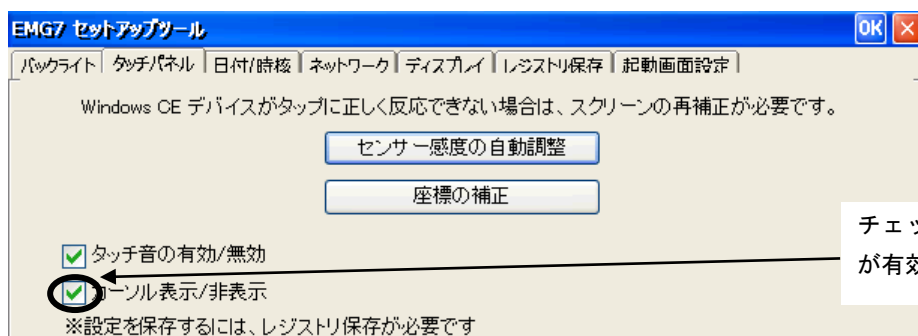 EMG7 セットアップツール
OK
バックライト タッチパネル 日付/時核 ネットワーク ディスプレイ レジストリ保存 起動画面設定
Windows CE デバイスがタップに正しく反応できない場合は、スクリーンの再補正が必要です。
センサー感度の自動調整
座標の補正
チェッ
が有効
タッチ音の有効/無効
カーソル表示/非表示
※設定を保存するには、レジストリ保存が必要です